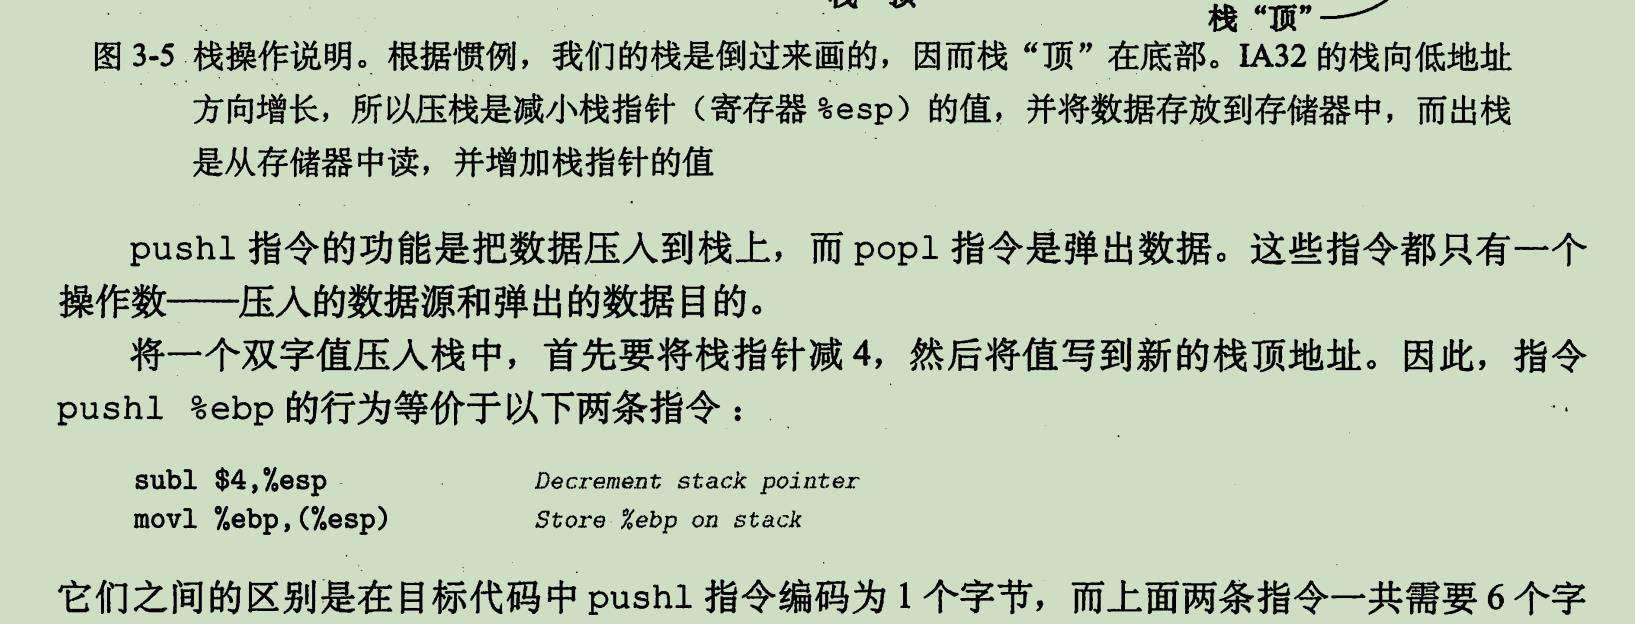 栈“顶”
图 3-5 栈操作说明。根据惯例，我们的栈是倒过来画的，因而栈“顶”在底部。IA32 的栈向低地址
方向增长，所以压栈是减小栈指针（寄存器 %esp）的值，并将数据存放到存储器中，而出栈
是从存储器中读，并增加栈指针的值
pushl 指令的功能是把数据压入到栈上，而 popl 指令是弹出数据。这些指令都只有一个
操作数——压入的数据源和弹出的数据目的。
将一个双字值压入栈中，首先要将栈指针减 4，然后将值写到新的栈顶地址。因此，指令
pushl %ebp 的行为等价于以下两条指令：
subl $4,%esp Decrement stack pointer
movl %ebp,(%esp) Store %ebp on stack
它们之间的区别是在目标代码中 pushl 指令编码为 1 个字节，而上面两条指令一共需要 6 个字